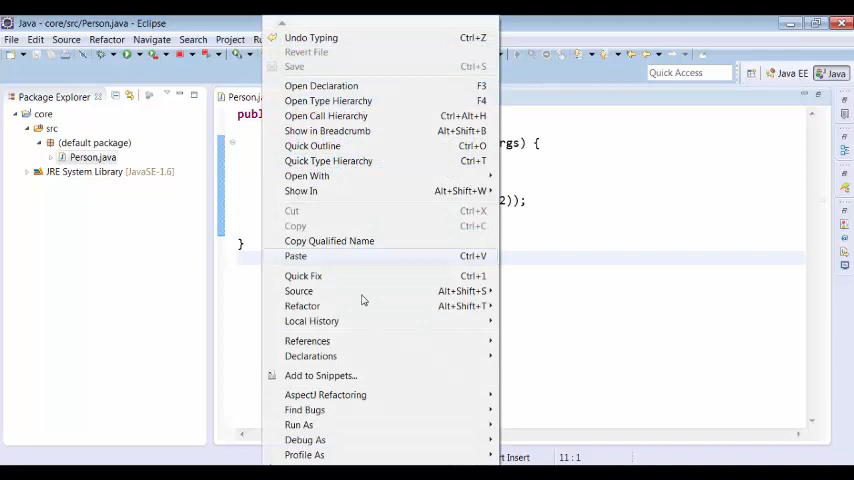 Java - core/src/Person.java - Eclipse
File Edit Source Refactor Navigate Search Project
Quick Access
Java EE
Java
Package Explorer
core
src
(default package)
Person.java
JRE System Library [JavaSE-1.6]
gs) {
2));
}
Undo Typing Ctrl+Z
Revert File
Save Ctrl+S
Open Declaration F3
Open Type Hierarchy F4
Open Call Hierarchy Ctrl+Alt+H
Show in Breadcrumb Alt+Shift+B
Quick Outline Ctrl+O
Quick Type Hierarchy Ctrl+T
Open With
Show In Alt+Shift+W
Cut Ctrl+X
Copy Ctrl+C
Copy Qualified Name
Paste Ctrl+V
Quick Fix Ctrl+1
Source Alt+Shift+S
Refactor Alt+Shift+T
Local History
References
Declarations
Add to Snippets...
AspectJ Refactoring
Find Bugs
Run As
Debug As
Profile As
t Insert
11 : 1